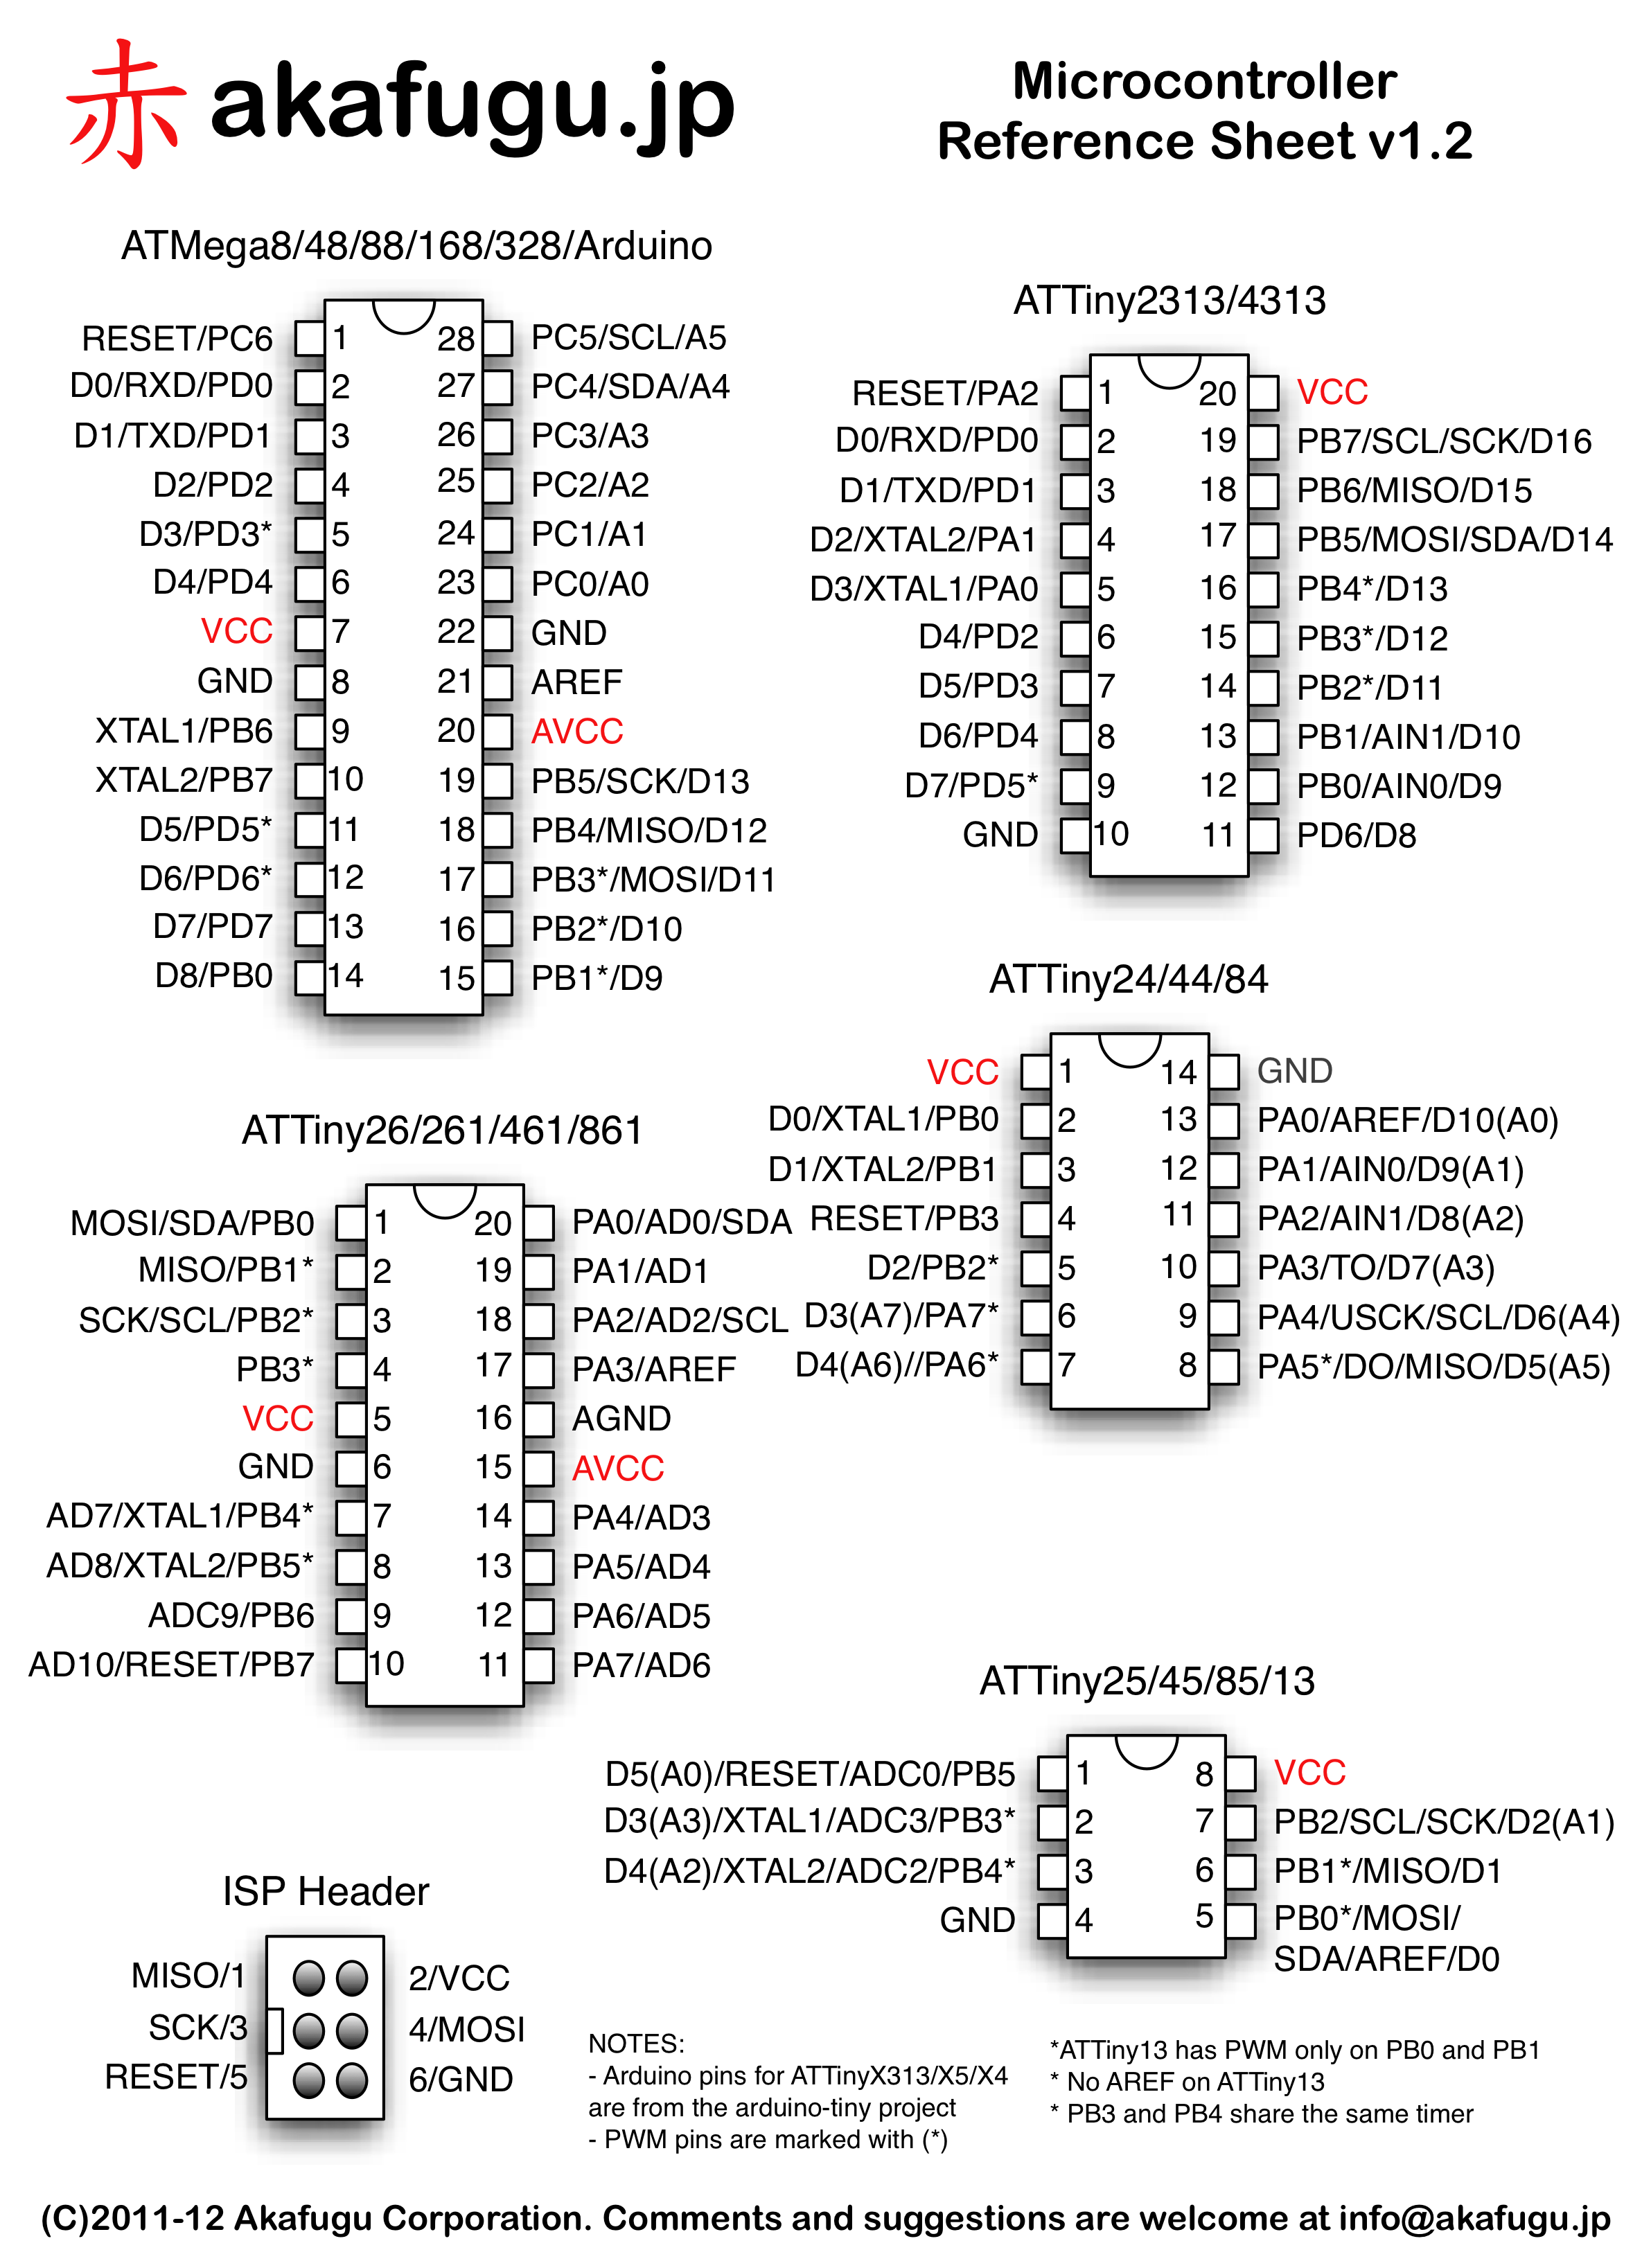 赤 akafugu.jp
Microcontroller
Reference Sheet v1.2
ATMega8/48/88/168/328/Arduino
RESET/PC6 1 28 PC5/SCL/A5
D0/RXD/PD0 2 27 PC4/SDA/A4
D1/TXD/PD1 3 26 PC3/A3
D2/PD2 4 25 PC2/A2
D3/PD3* 5 24 PC1/A1
D4/PD4 6 23 PC0/A0
VCC 7 22 GND
GND 8 21 AREF
XTAL1/PB6 9 20 AVCC
XTAL2/PB7 10 19 PB5/SCK/D13
D5/PD5* 11 18 PB4/MISO/D12
D6/PD6* 12 17 PB3*/MOSI/D11
D7/PD7 13 16 PB2*/D10
D8/PB0 14 15 PB1*/D9
ATTiny2313/4313
RESET/PA2 1 20 VCC
D0/RXD/PD0 2 19 PB7/SCL/SCK/D16
D1/TXD/PD1 3 18 PB6/MISO/D15
D2/XTAL2/PA1 4 17 PB5/MOSI/SDA/D14
D3/XTAL1/PA0 5 16 PB4*/D13
D4/PD2 6 15 PB3*/D12
D5/PD3 7 14 PB2*/D11
D6/PD4 8 13 PB1/AIN1/D10
D7/PD5* 9 12 PB0/AIN0/D9
GND 10 11 PD6/D8
ATTiny24/44/84
VCC 1 14 GND
D0/XTAL1/PB0 2 13 PA0/AREF/D10(A0)
D1/XTAL2/PB1 3 12 PA1/AIN0/D9(A1)
RESET/PB3 4 11 PA2/AIN1/D8(A2)
D2/PB2* 5 10 PA3/TO/D7(A3)
D3(A7)/PA7* 6 9 PA4/USCK/SCL/D6(A4)
D4(A6)//PA6* 7 8 PA5*/DO/MISO/D5(A5)
ATTiny26/261/461/861
MOSI/SDA/PB0 1 20 PA0/AD0/SDA
MISO/PB1* 2 19 PA1/AD1
SCK/SCL/PB2* 3 18 PA2/AD2/SCL
PB3* 4 17 PA3/AREF
VCC 5 16 AGND
GND 6 15 AVCC
AD7/XTAL1/PB4* 7 14 PA4/AD3
AD8/XTAL2/PB5* 8 13 PA5/AD4
ADC9/PB6 9 12 PA6/AD5
AD10/RESET/PB7 10 11 PA7/AD6
ATTiny25/45/85/13
D5(A0)/RESET/ADC0/PB5 1 8 VCC
D3(A3)/XTAL1/ADC3/PB3* 2 7 PB2/SCL/SCK/D2(A1)
D4(A2)/XTAL2/ADC2/PB4* 3 6 PB1*/MISO/D1
GND 4 5 PB0*/MOSI/
SDA/AREF/D0
ISP Header
MISO/1 2/VCC
SCK/3 4/MOSI
RESET/5 6/GND
NOTES:
- Arduino pins for ATTinyX313/X5/X4
are from the arduino-tiny project
- PWM pins are marked with (*)
*ATTiny13 has PWM only on PB0 and PB1
* No AREF on ATTiny13
* PB3 and PB4 share the same timer
(C)2011-12 Akafugu Corporation. Comments and suggestions are welcome at info@akafugu.jp